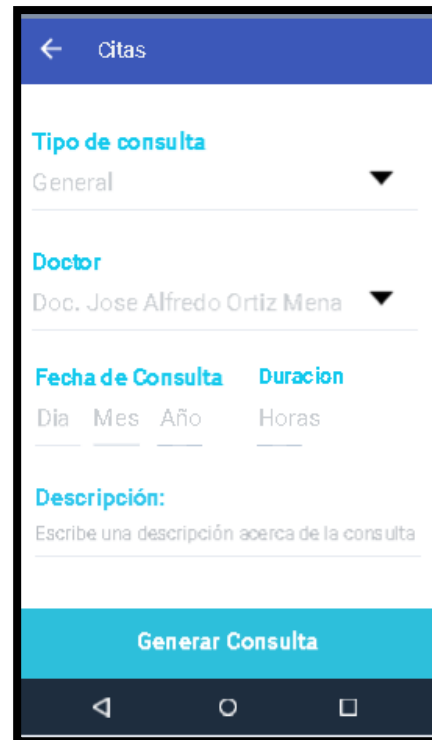 Citas
Tipo de consulta
General
Doctor
Doc. Jose Alfredo Ortiz Mena
Fecha de Consulta Duracion
Dia Mes Año Horas
Descripción:
Escribe una descripción acerca de la consulta
Generar Consulta